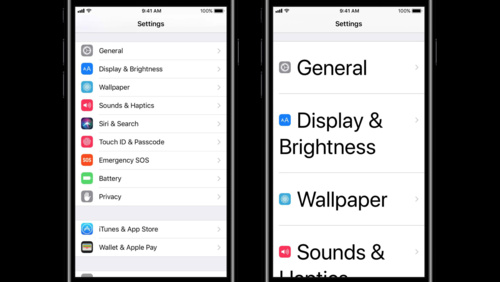 9:41 AM
100%
Settings
General
Display & Brightness
AA
Wallpaper
Sounds & Haptics
Siri & Search
Touch ID & Passcode
SOS
Emergency SOS
Battery
Privacy
iTunes & App Store
Wallet & Apple Pay
9:41 AM
100%
Settings
General
AA
Display &
Brightness
Wallpaper
Sounds &
Haptics